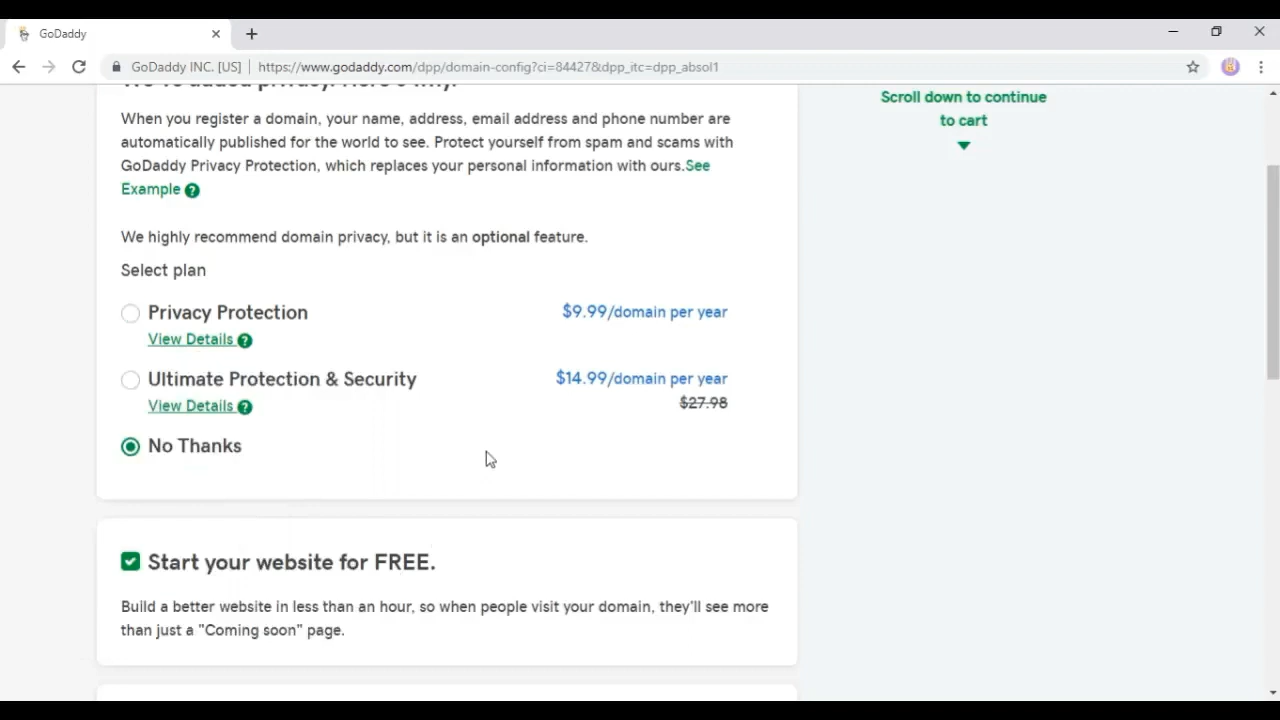 GoDaddy
GoDaddy INC. [US] | https://www.godaddy.com/dpp/domain-config?ci=84427&dpp_itc=dpp_absol1
We've added privacy. Here's why.
When you register a domain, your name, address, email address and phone number are
automatically published for the world to see. Protect yourself from spam and scams with
GoDaddy Privacy Protection, which replaces your personal information with ours.See
Example ?
We highly recommend domain privacy, but it is an optional feature.
Select plan
Privacy Protection $9.99/domain per year
View Details ?
Ultimate Protection & Security $14.99/domain per year
View Details ? $27.98
No Thanks
Start your website for FREE.
Build a better website in less than an hour, so when people visit your domain, they'll see more
than just a "Coming soon" page.
Scroll down to continue
to cart